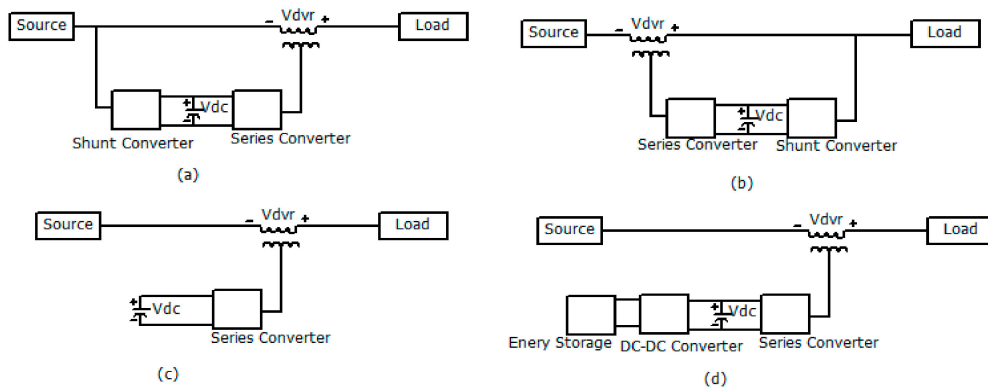 Source
- Vdvr +
Load
+
-
Vdc
Shunt Converter
Series Converter
(a)
Source
- Vdvr +
Load
+
-
Vdc
Series Converter
Shunt Converter
(b)
Source
- Vdvr +
Load
+
-
Vdc
Series Converter
(c)
Source
- Vdvr +
Load
+
-
Vdc
Enery Storage
DC-DC Converter
Series Converter
(d)